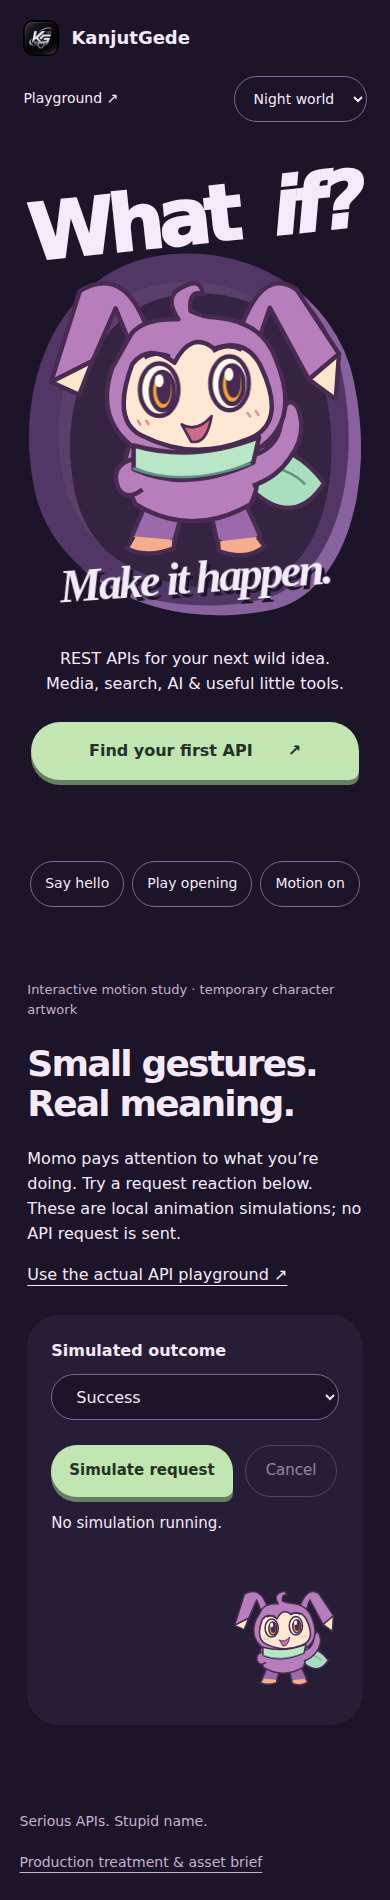 KG
KanjutGede
Playground ↗
Night world
What if?
Make it happen.
REST APIs for your next wild idea.
Media, search, AI & useful little tools.
Find your first API ↗
Say hello
Play opening
Motion on
Interactive motion study · temporary character
artwork
Small gestures.
Real meaning.
Momo pays attention to what you’re
doing. Try a request reaction below.
These are local animation simulations; no
API request is sent.
Use the actual API playground ↗
Simulated outcome
Success
Simulate request
Cancel
No simulation running.
Serious APIs. Stupid name.
Production treatment & asset brief